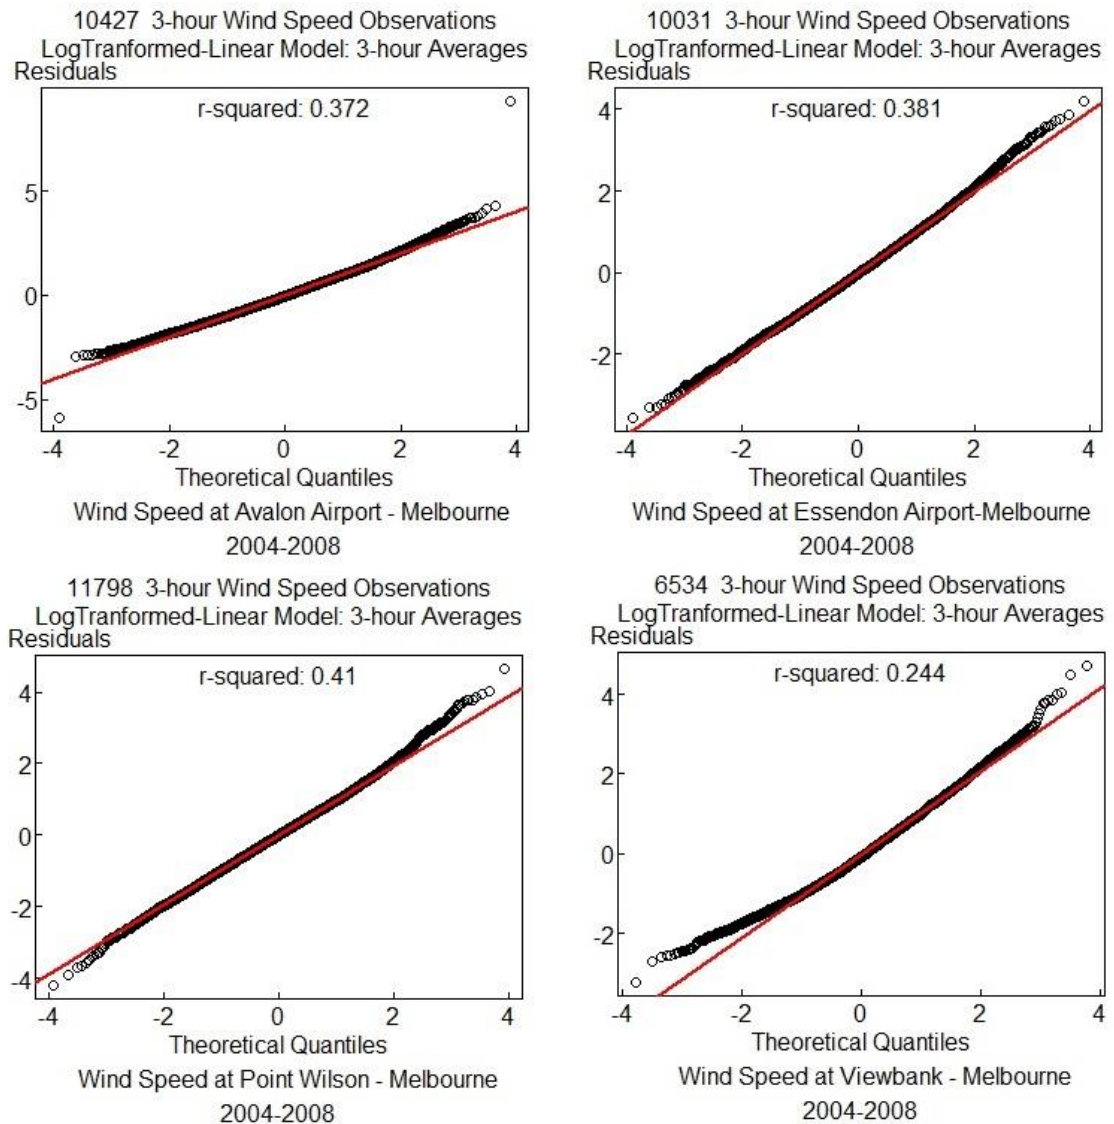 10427  3-hour Wind Speed Observations
LogTranformed-Linear Model: 3-hour Averages
Residuals
r-squared: 0.372
5
0
-5
-4 -2 0 2 4
Theoretical Quantiles
Wind Speed at Avalon Airport - Melbourne
2004-2008
10031  3-hour Wind Speed Observations
LogTranformed-Linear Model: 3-hour Averages
Residuals
r-squared: 0.381
4
2
0
-2
-4 -2 0 2 4
Theoretical Quantiles
Wind Speed at Essendon Airport-Melbourne
2004-2008
11798  3-hour Wind Speed Observations
LogTranformed-Linear Model: 3-hour Averages
Residuals
r-squared: 0.41
4
2
0
-2
-4
-4 -2 0 2 4
Theoretical Quantiles
Wind Speed at Point Wilson - Melbourne
2004-2008
6534  3-hour Wind Speed Observations
LogTranformed-Linear Model: 3-hour Averages
Residuals
r-squared: 0.244
4
2
0
-2
-4 -2 0 2 4
Theoretical Quantiles
Wind Speed at Viewbank - Melbourne
2004-2008